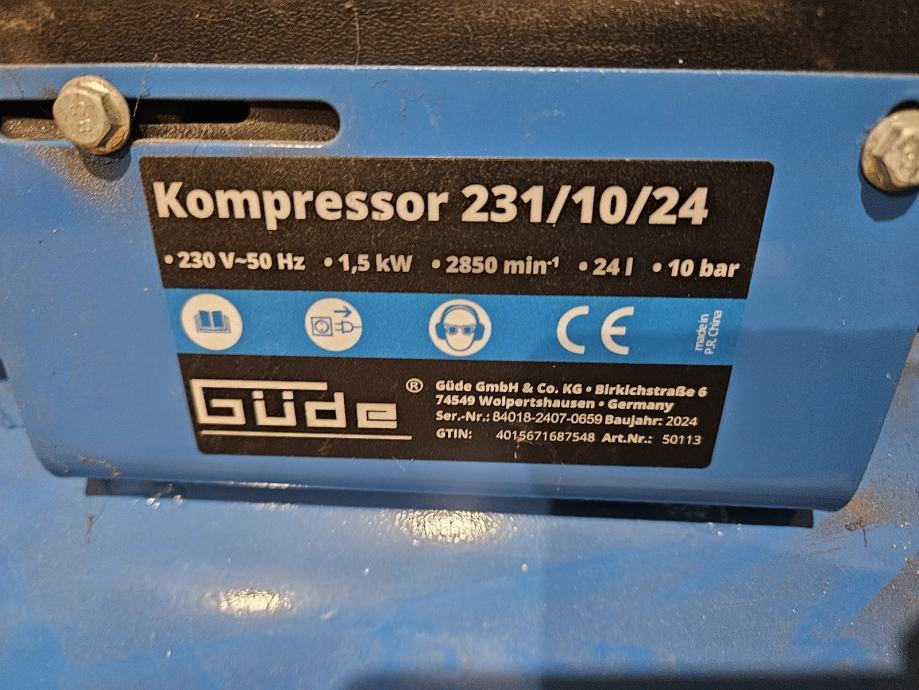 Kompressor 231/10/24
• 230 V~50 Hz • 1,5 kW • 2850 min⁻¹ • 24 l • 10 bar
CE
made in
P.R. China
Güde ®
Güde GmbH & Co. KG • Birkichstraße 6
74549 Wolpertshausen • Germany
Ser.-Nr.: 84018-2407-0659 Baujahr: 2024
GTIN: 4015671687548 Art.Nr.: 50113